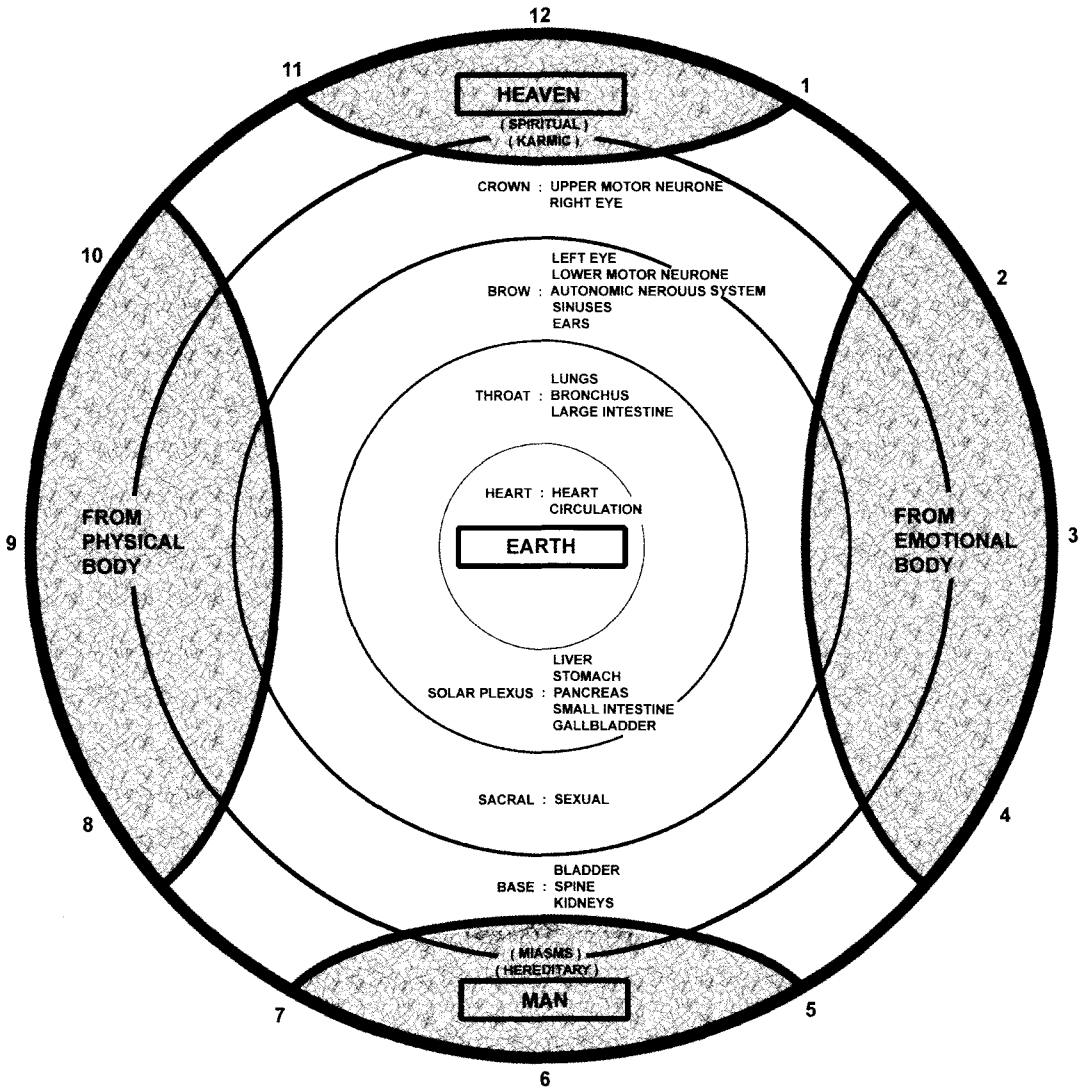 12
11
1
HEAVEN
( SPIRITUAL )
( KARMIC )
CROWN : UPPER MOTOR NEURONE
RIGHT EYE
10
2
LEFT EYE
LOWER MOTOR NEURONE
BROW : AUTONOMIC NEROUUS SYSTEM
SINUSES
EARS
LUNGS
THROAT : BRONCHUS
LARGE INTESTINE
HEART : HEART
CIRCULATION
9
FROM
PHYSICAL
BODY
EARTH
FROM
EMOTIONAL
BODY
3
LIVER
STOMACH
SOLAR PLEXUS : PANCREAS
SMALL INTESTINE
GALLBLADDER
SACRAL : SEXUAL
8
4
BLADDER
BASE : SPINE
KIDNEYS
( MIASMS )
( HEREDITARY )
MAN
7
5
6